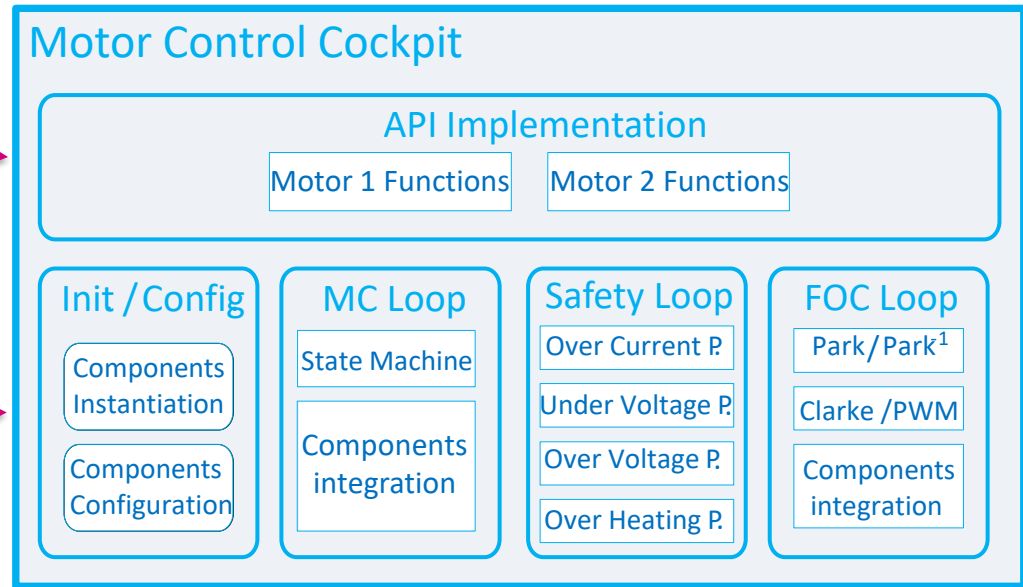 Motor Control Cockpit
API Implementation
Motor 1 Functions
Motor 2 Functions
Init / Config
Components
Instantiation
Components
Configuration
MC Loop
State Machine
Components
integration
Safety Loop
Over Current P.
Under Voltage P.
Over Voltage P.
Over Heating P.
FOC Loop
Park/Park⁻¹
Clarke /PWM
Components
integration